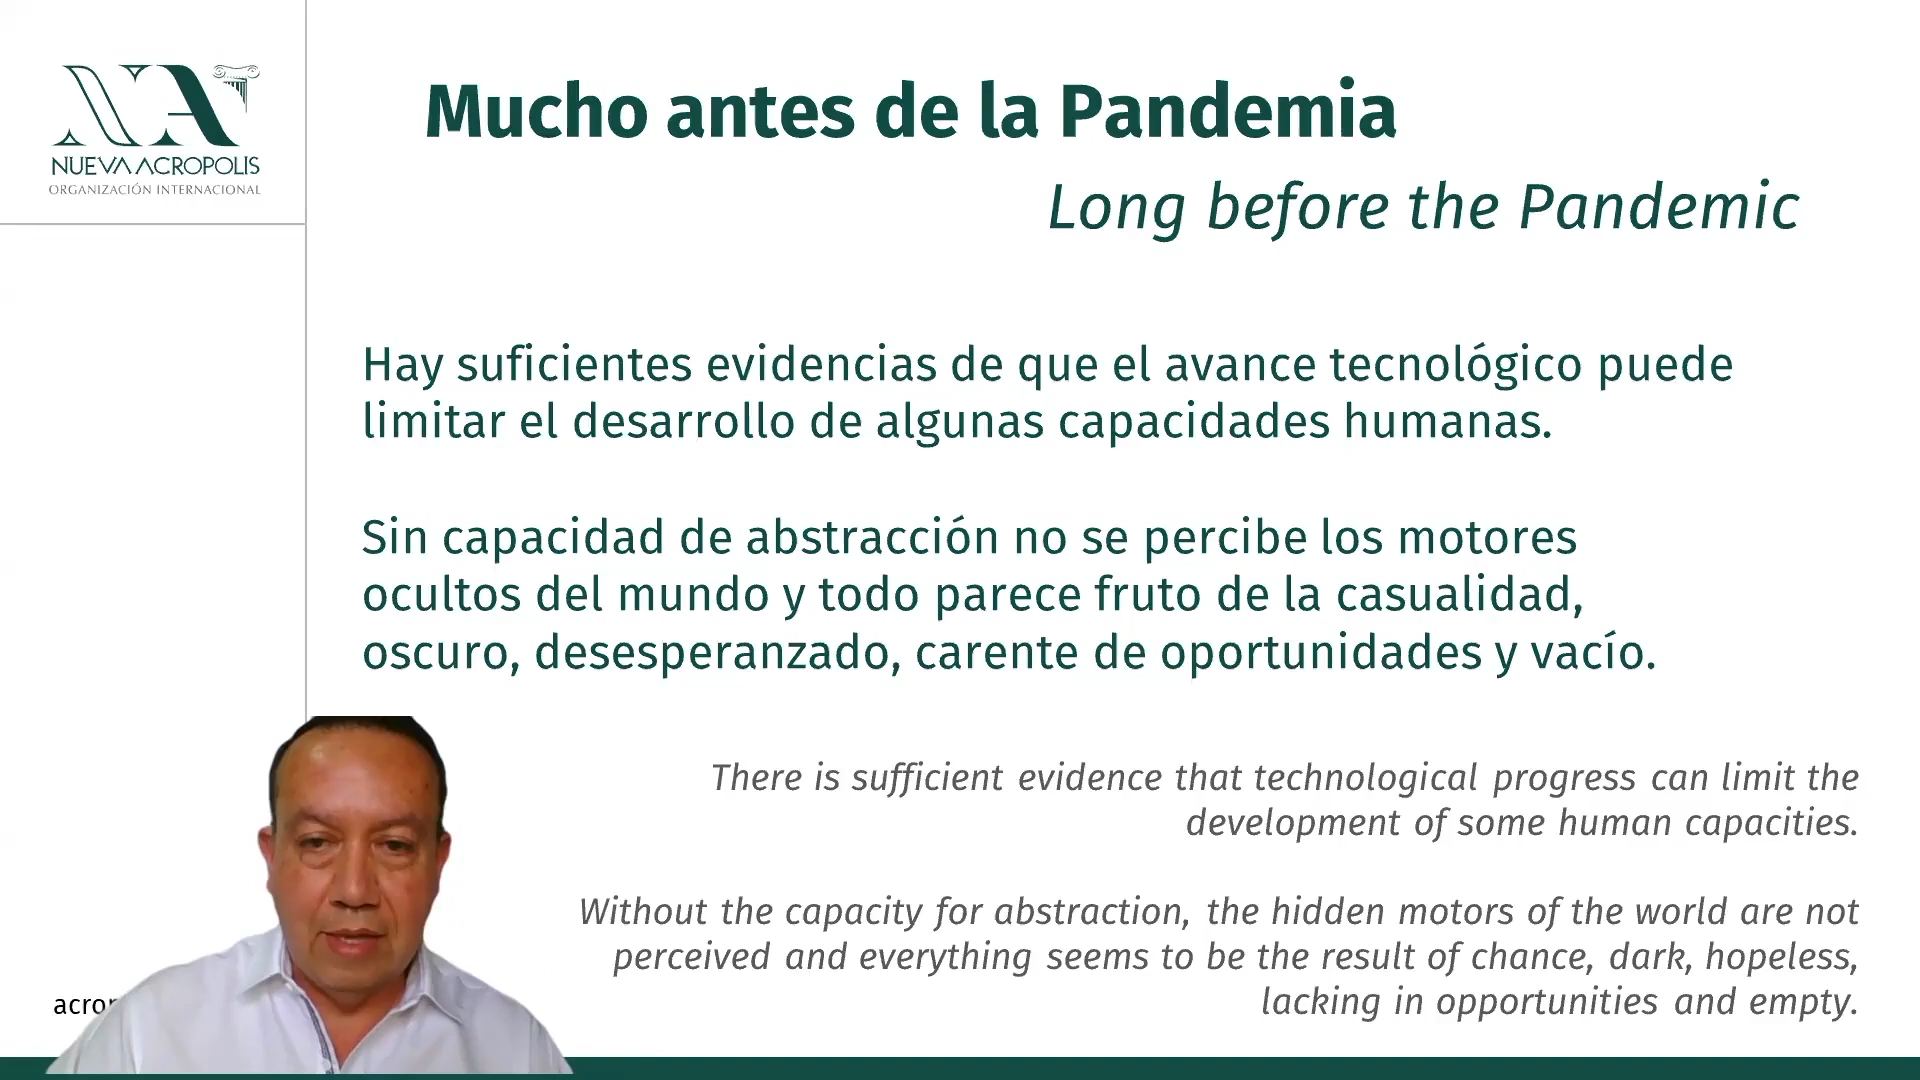 NUEVA ACROPOLIS
ORGANIZACIÓN INTERNACIONAL
Mucho antes de la Pandemia
Long before the Pandemic
Hay suficientes evidencias de que el avance tecnológico puede
limitar el desarrollo de algunas capacidades humanas.
Sin capacidad de abstracción no se percibe los motores
ocultos del mundo y todo parece fruto de la casualidad,
oscuro, desesperanzado, carente de oportunidades y vacío.
There is sufficient evidence that technological progress can limit the
development of some human capacities.
Without the capacity for abstraction, the hidden motors of the world are not
perceived and everything seems to be the result of chance, dark, hopeless,
lacking in opportunities and empty.